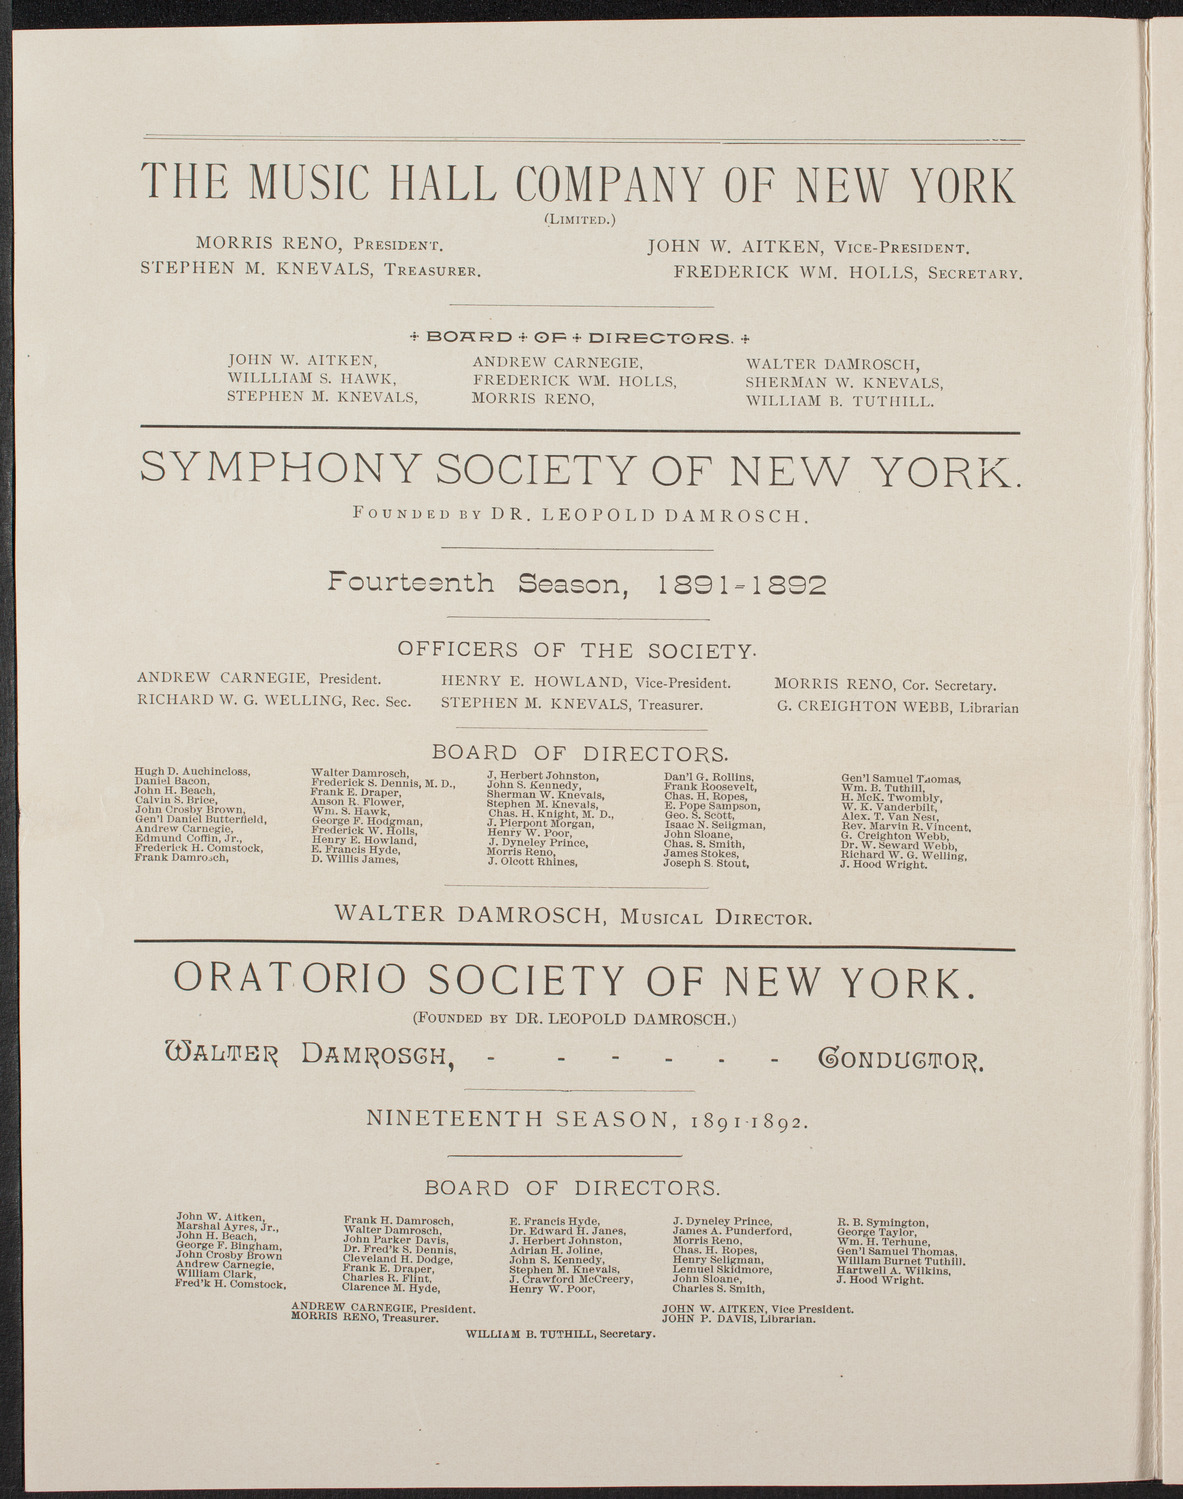 THE MUSIC HALL COMPANY OF NEW YORK
(LIMITED.)
MORRIS RENO, PRESIDENT. JOHN W. AITKEN, VICE-PRESIDENT.
STEPHEN M. KNEVALS, TREASURER. FREDERICK WM. HOLLS, SECRETARY.
+ BOARD + OF + DIRECTORS. +
JOHN W. AITKEN, ANDREW CARNEGIE, WALTER DAMROSCH,
WILLLIAM S. HAWK, FREDERICK WM. HOLLS, SHERMAN W. KNEVALS,
STEPHEN M. KNEVALS, MORRIS RENO, WILLIAM B. TUTHILL.
SYMPHONY SOCIETY OF NEW YORK.
FOUNDED BY DR. LEOPOLD DAMROSCH.
Fourteenth Season, 1891-1892
OFFICERS OF THE SOCIETY.
ANDREW CARNEGIE, President. HENRY E. HOWLAND, Vice-President. MORRIS RENO, Cor. Secretary.
RICHARD W. G. WELLING, Rec. Sec. STEPHEN M. KNEVALS, Treasurer. G. CREIGHTON WEBB, Librarian
BOARD OF DIRECTORS.
Hugh D. Auchincloss,
Daniel Bacon,
John H. Beach,
Calvin S. Brice,
John Crosby Brown,
Gen'l Daniel Butterfield,
Andrew Carnegie,
Edmund Coffin, Jr.,
Frederick H. Comstock,
Frank Damrosch,
Walter Damrosch,
Frederick S. Dennis, M. D.,
Frank E. Draper,
Anson R. Flower,
Wm. S. Hawk,
George F. Hodgman,
Frederick W. Holls,
Henry E. Howland,
E. Francis Hyde,
D. Willis James,
J. Herbert Johnston,
John S. Kennedy,
Sherman W. Knevals,
Stephen M. Knevals,
Chas. H. Knight, M. D.,
J. Pierpont Morgan,
Henry W. Poor,
J. Dyneley Prince,
Morris Reno,
J. Olcott Rhines,
Dan'l G. Rollins,
Frank Roosevelt,
Chas. H. Ropes,
E. Pope Sampson,
Geo. S. Scott,
Isaac N. Seligman,
John Sloane,
Chas. S. Smith,
James Stokes,
Joseph S. Stout,
Gen'l Samuel Thomas,
Wm. B. Tuthill,
H. McK. Twombly,
W. K. Vanderbilt,
Alex. T. Van Nest,
Rev. Marvin R. Vincent,
G. Creighton Webb,
Dr. W. Seward Webb,
Richard W. G. Welling,
J. Hood Wright.
WALTER DAMROSCH, MUSICAL DIRECTOR.
ORATORIO SOCIETY OF NEW YORK.
(FOUNDED BY DR. LEOPOLD DAMROSCH.)
WALTER DAMROSCH, - - - - - - CONDUCTOR.
NINETEENTH SEASON, 1891-1892.
BOARD OF DIRECTORS.
John W. Aitken,
Marshal Ayres, Jr.,
John H. Beach,
George F. Bingham,
John Crosby Brown
Andrew Carnegie,
William Clark,
Fred'k H. Comstock,
Frank H. Damrosch,
Walter Damrosch,
John Parker Davis,
Dr. Fred'k S. Dennis,
Cleveland H. Dodge,
Frank E. Draper,
Charles R. Flint,
Clarence M. Hyde,
E. Francis Hyde,
Dr. Edward H. Janes,
J. Herbert Johnston,
Adrian H. Joline,
John S. Kennedy,
Stephen M. Knevals,
J. Crawford McCreery,
Henry W. Poor,
J. Dyneley Prince,
James A. Punderford,
Morris Reno,
Chas. H. Ropes,
Henry Seligman,
Lemuel Skidmore,
John Sloane,
Charles S. Smith,
R. B. Symington,
George Taylor,
Wm. H. Terhune,
Gen'l Samuel Thomas,
William Burnet Tuthill.
Hartwell A. Wilkins,
J. Hood Wright.
ANDREW CARNEGIE, President. JOHN W. AITKEN, Vice President.
MORRIS RENO, Treasurer. JOHN P. DAVIS, Librarian.
WILLIAM B. TUTHILL, Secretary.